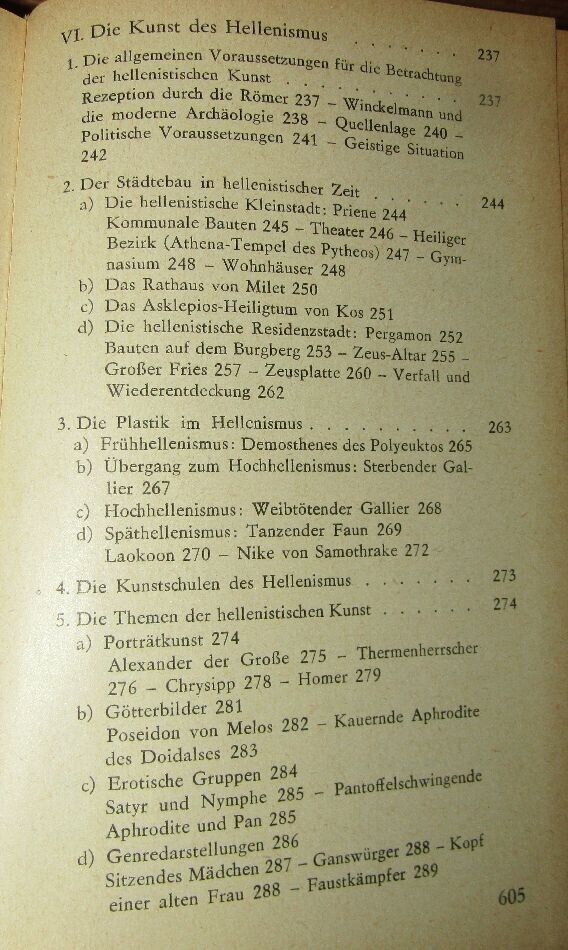 VI. Die Kunst des Hellenismus . . . . . . . 237
1. Die allgemeinen Voraussetzungen für die Betrachtung
der hellenistischen Kunst . . . . . . . . . . 237
Rezeption durch die Römer 237 – Winckelmann und
die moderne Archäologie 238 – Quellenlage 240 –
Politische Voraussetzungen 241 – Geistige Situation
242
2. Der Städtebau in hellenistischer Zeit . . . . . . 244
a) Die hellenistische Kleinstadt: Priene 244
Kommunale Bauten 245 – Theater 246 – Heiliger
Bezirk (Athena-Tempel des Pytheos) 247 – Gym-
nasium 248 – Wohnhäuser 248
b) Das Rathaus von Milet 250
c) Das Asklepios-Heiligtum von Kos 251
d) Die hellenistische Residenzstadt: Pergamon 252
Bauten auf dem Burgberg 253 – Zeus-Altar 255 –
Großer Fries 257 – Zeusplatte 260 – Verfall und
Wiederentdeckung 262
3. Die Plastik im Hellenismus . . . . . . . . . . 263
a) Frühhellenismus: Demosthenes des Polyeuktos 265
b) Übergang zum Hochhellenismus: Sterbender Gal-
lier 267
c) Hochhellenismus: Weibtötender Gallier 268
d) Späthellenismus: Tanzender Faun 269
Laokoon 270 – Nike von Samothrake 272
4. Die Kunstschulen des Hellenismus . . . . . . . 273
5. Die Themen der hellenistischen Kunst . . . . . . 274
a) Porträtkunst 274
Alexander der Große 275 – Thermenherrscher
276 – Chrysipp 278 – Homer 279
b) Götterbilder 281
Poseidon von Melos 282 – Kauernde Aphrodite
des Doidalses 283
c) Erotische Gruppen 284
Satyr und Nymphe 285 – Pantoffelschwingende
Aphrodite und Pan 285
d) Genredarstellungen 286
Sitzendes Mädchen 287 – Ganswürger 288 – Kopf
einer alten Frau 288 – Faustkämpfer 289
605